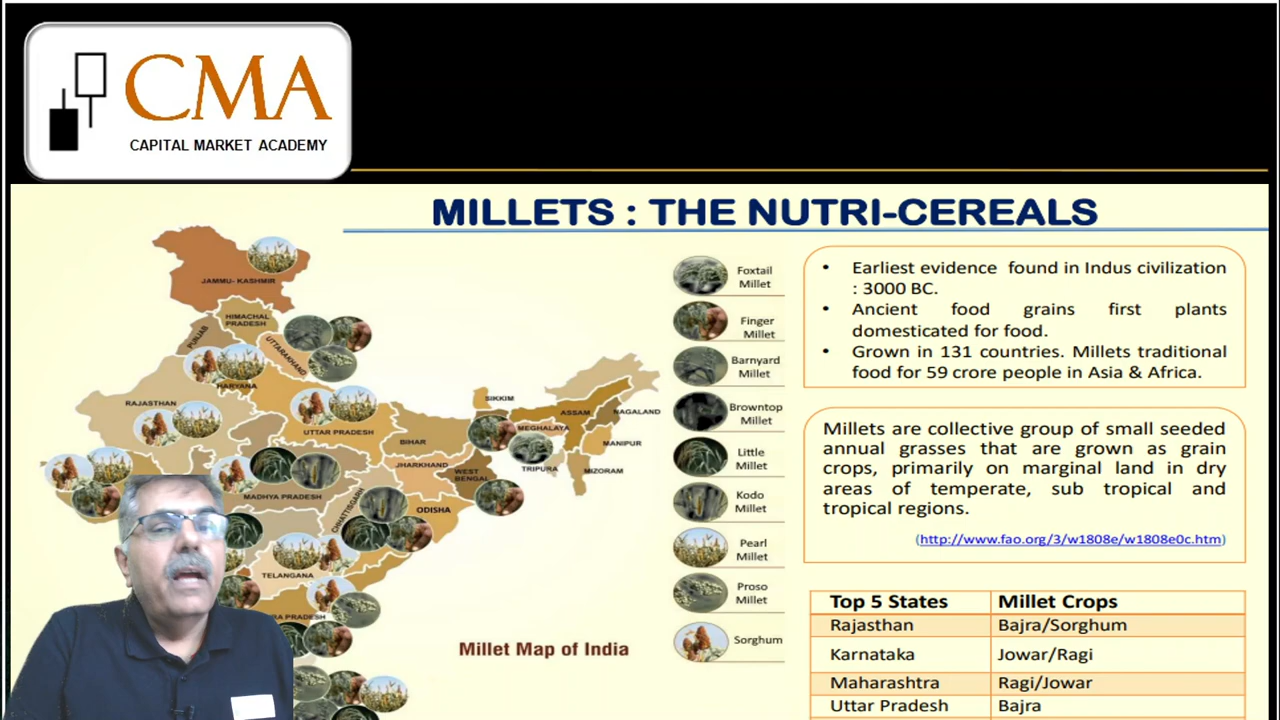 CMA
CAPITAL MARKET ACADEMY
MILLETS : THE NUTRI-CEREALS
JAMMU- KASHMIR
HIMACHAL
PRADESH
PUNJAB
UTTARAKHAND
HARYANA
RAJASTHAN
UTTAR PRADESH
SIKKIM
ASSAM
NAGALAND
MEGHALAYA
BIHAR
MANIPUR
JHARKHAND
WEST
BENGAL
TRIPURA
MIZORAM
MADHYA PRADESH
CHHATTISGARH
ODISHA
TELANGANA
RA PRADESH
Millet Map of India
Foxtail
Millet
Finger
Millet
Barnyard
Millet
Browntop
Millet
Little
Millet
Kodo
Millet
Pearl
Millet
Proso
Millet
Sorghum
• Earliest evidence found in Indus civilization
: 3000 BC.
• Ancient food grains first plants
domesticated for food.
• Grown in 131 countries. Millets traditional
food for 59 crore people in Asia & Africa.
Millets are collective group of small seeded
annual grasses that are grown as grain
crops, primarily on marginal land in dry
areas of temperate, sub tropical and
tropical regions.
(http://www.fao.org/3/w1808e/w1808e0c.htm)
Top 5 States Millet Crops
Rajasthan Bajra/Sorghum
Karnataka Jowar/Ragi
Maharashtra Ragi/Jowar
Uttar Pradesh Bajra